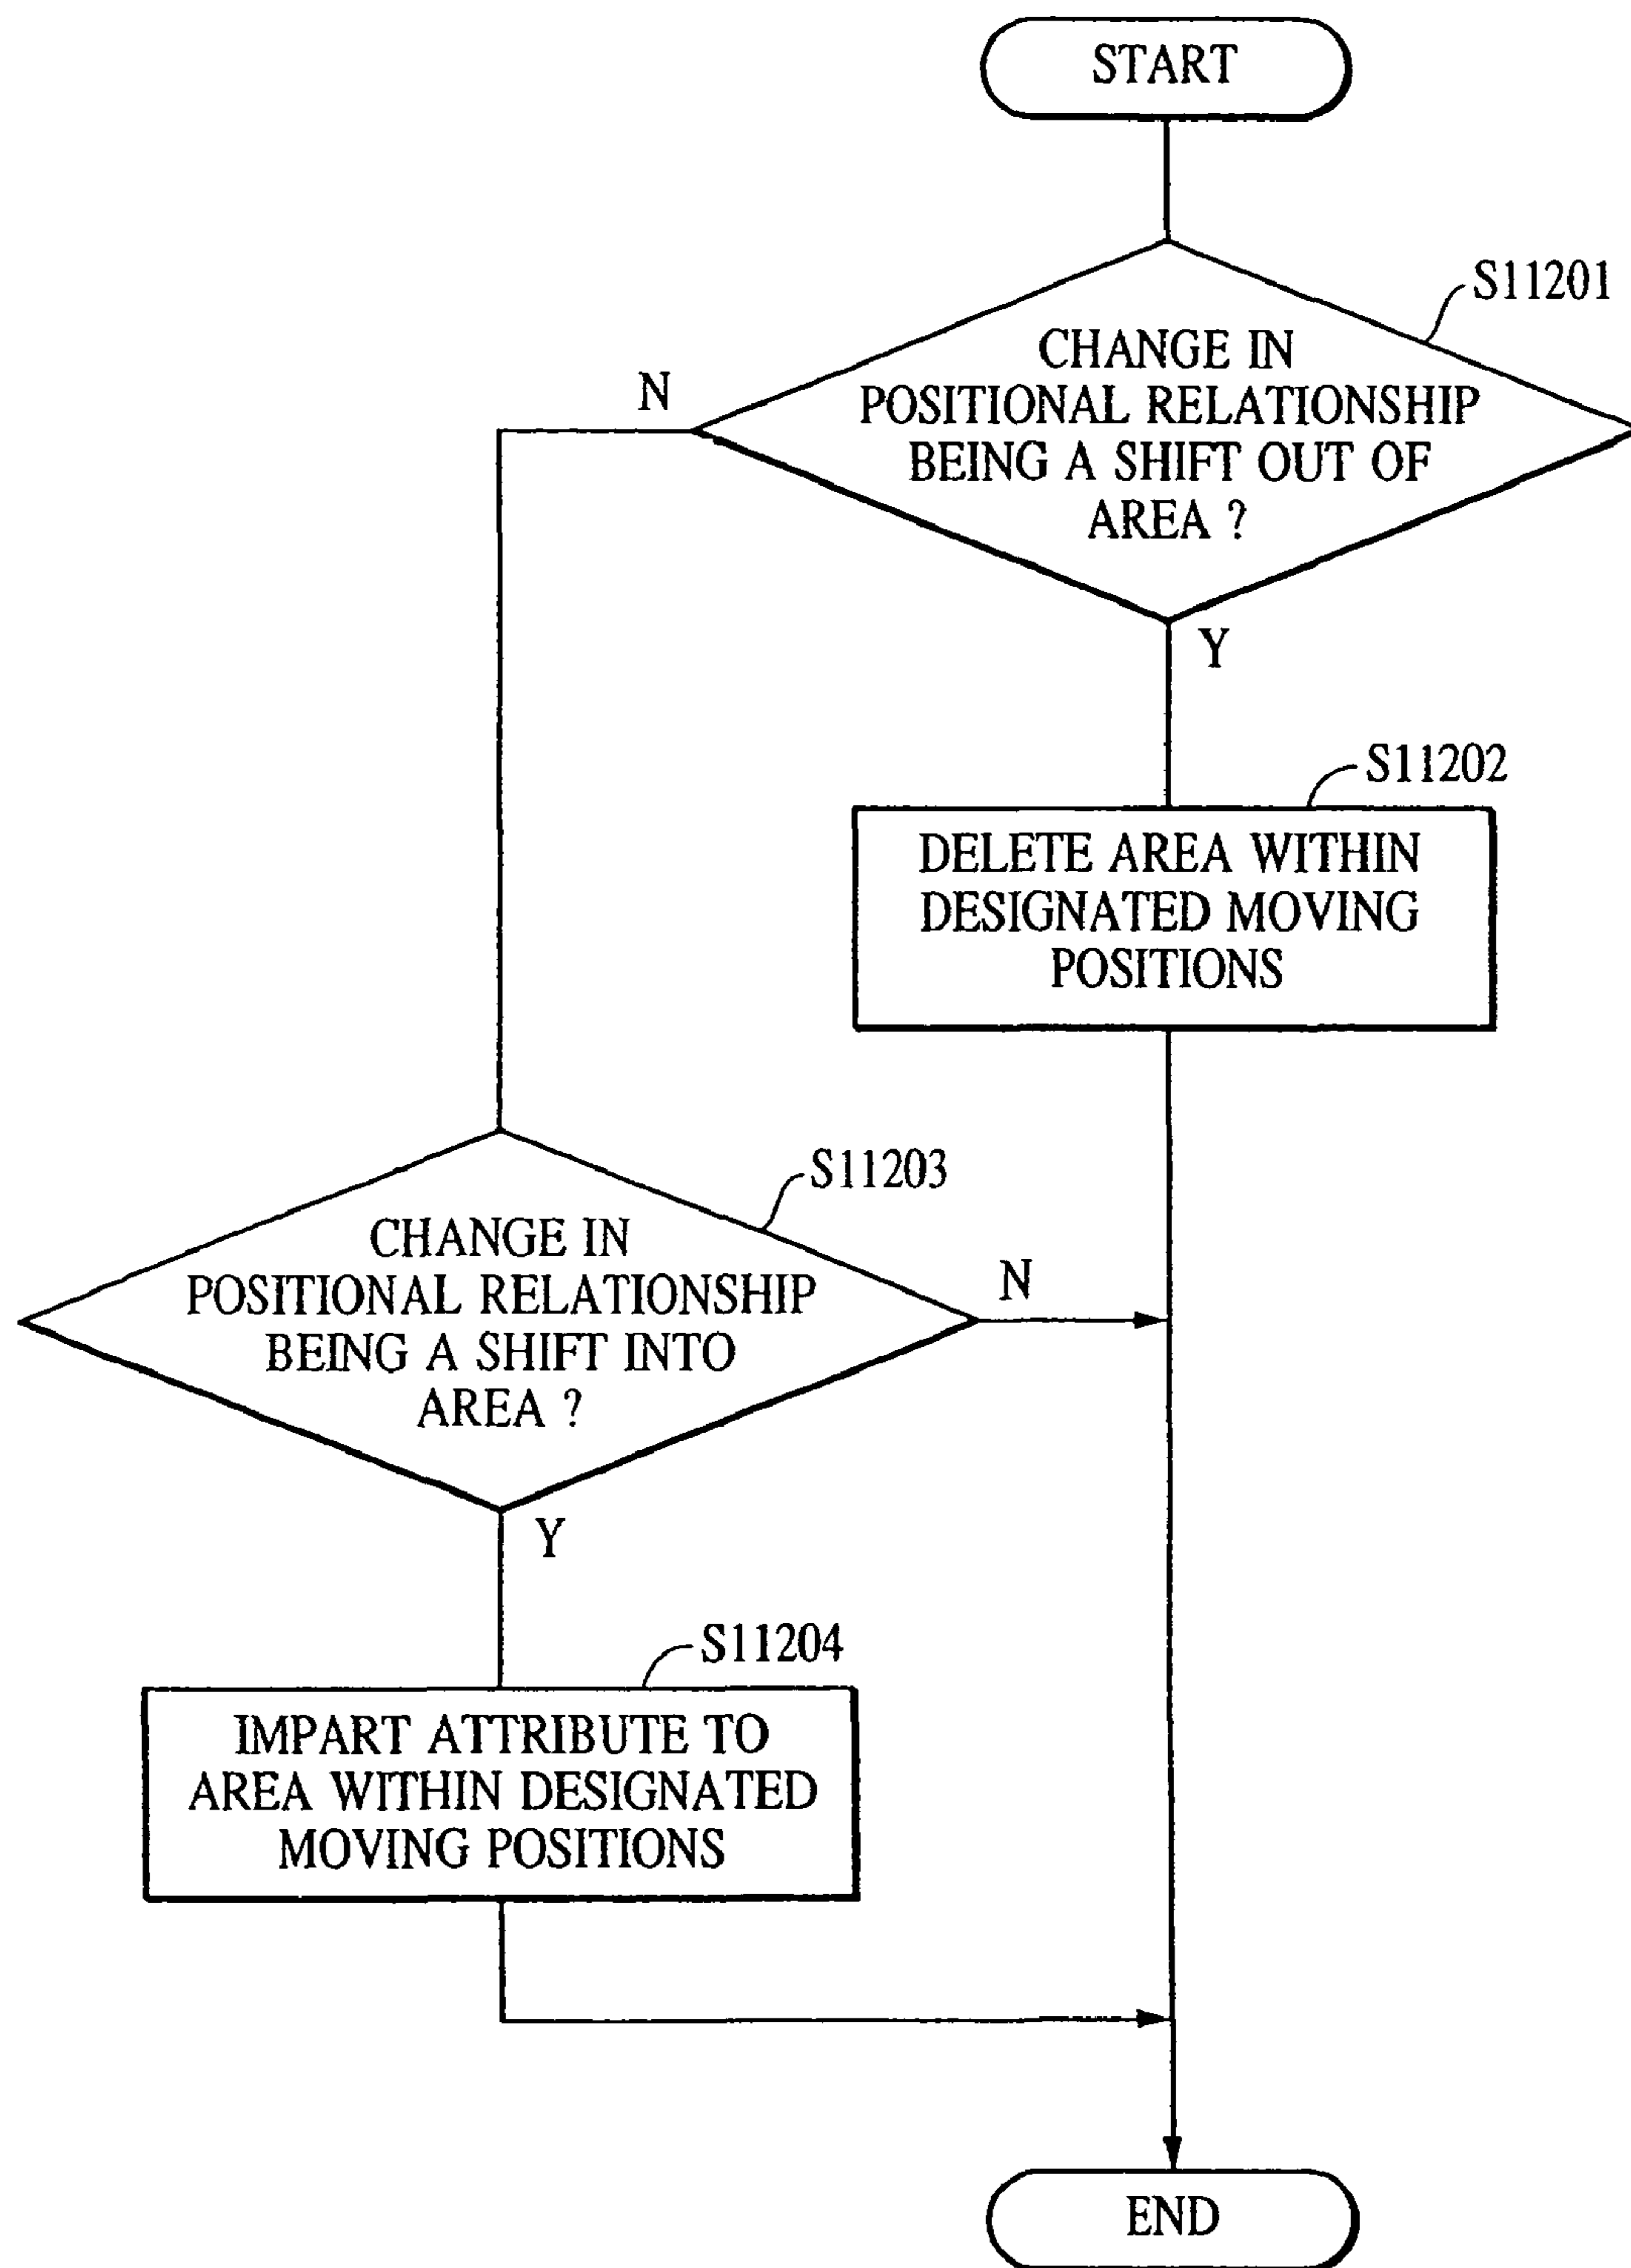 START
S11201
CHANGE IN
POSITIONAL RELATIONSHIP
BEING A SHIFT OUT OF
AREA ?
N
Y
S11202
DELETE AREA WITHIN
DESIGNATED MOVING
POSITIONS
S11203
CHANGE IN
POSITIONAL RELATIONSHIP
BEING A SHIFT INTO
AREA ?
N
Y
S11204
IMPART ATTRIBUTE TO
AREA WITHIN DESIGNATED
MOVING POSITIONS
END